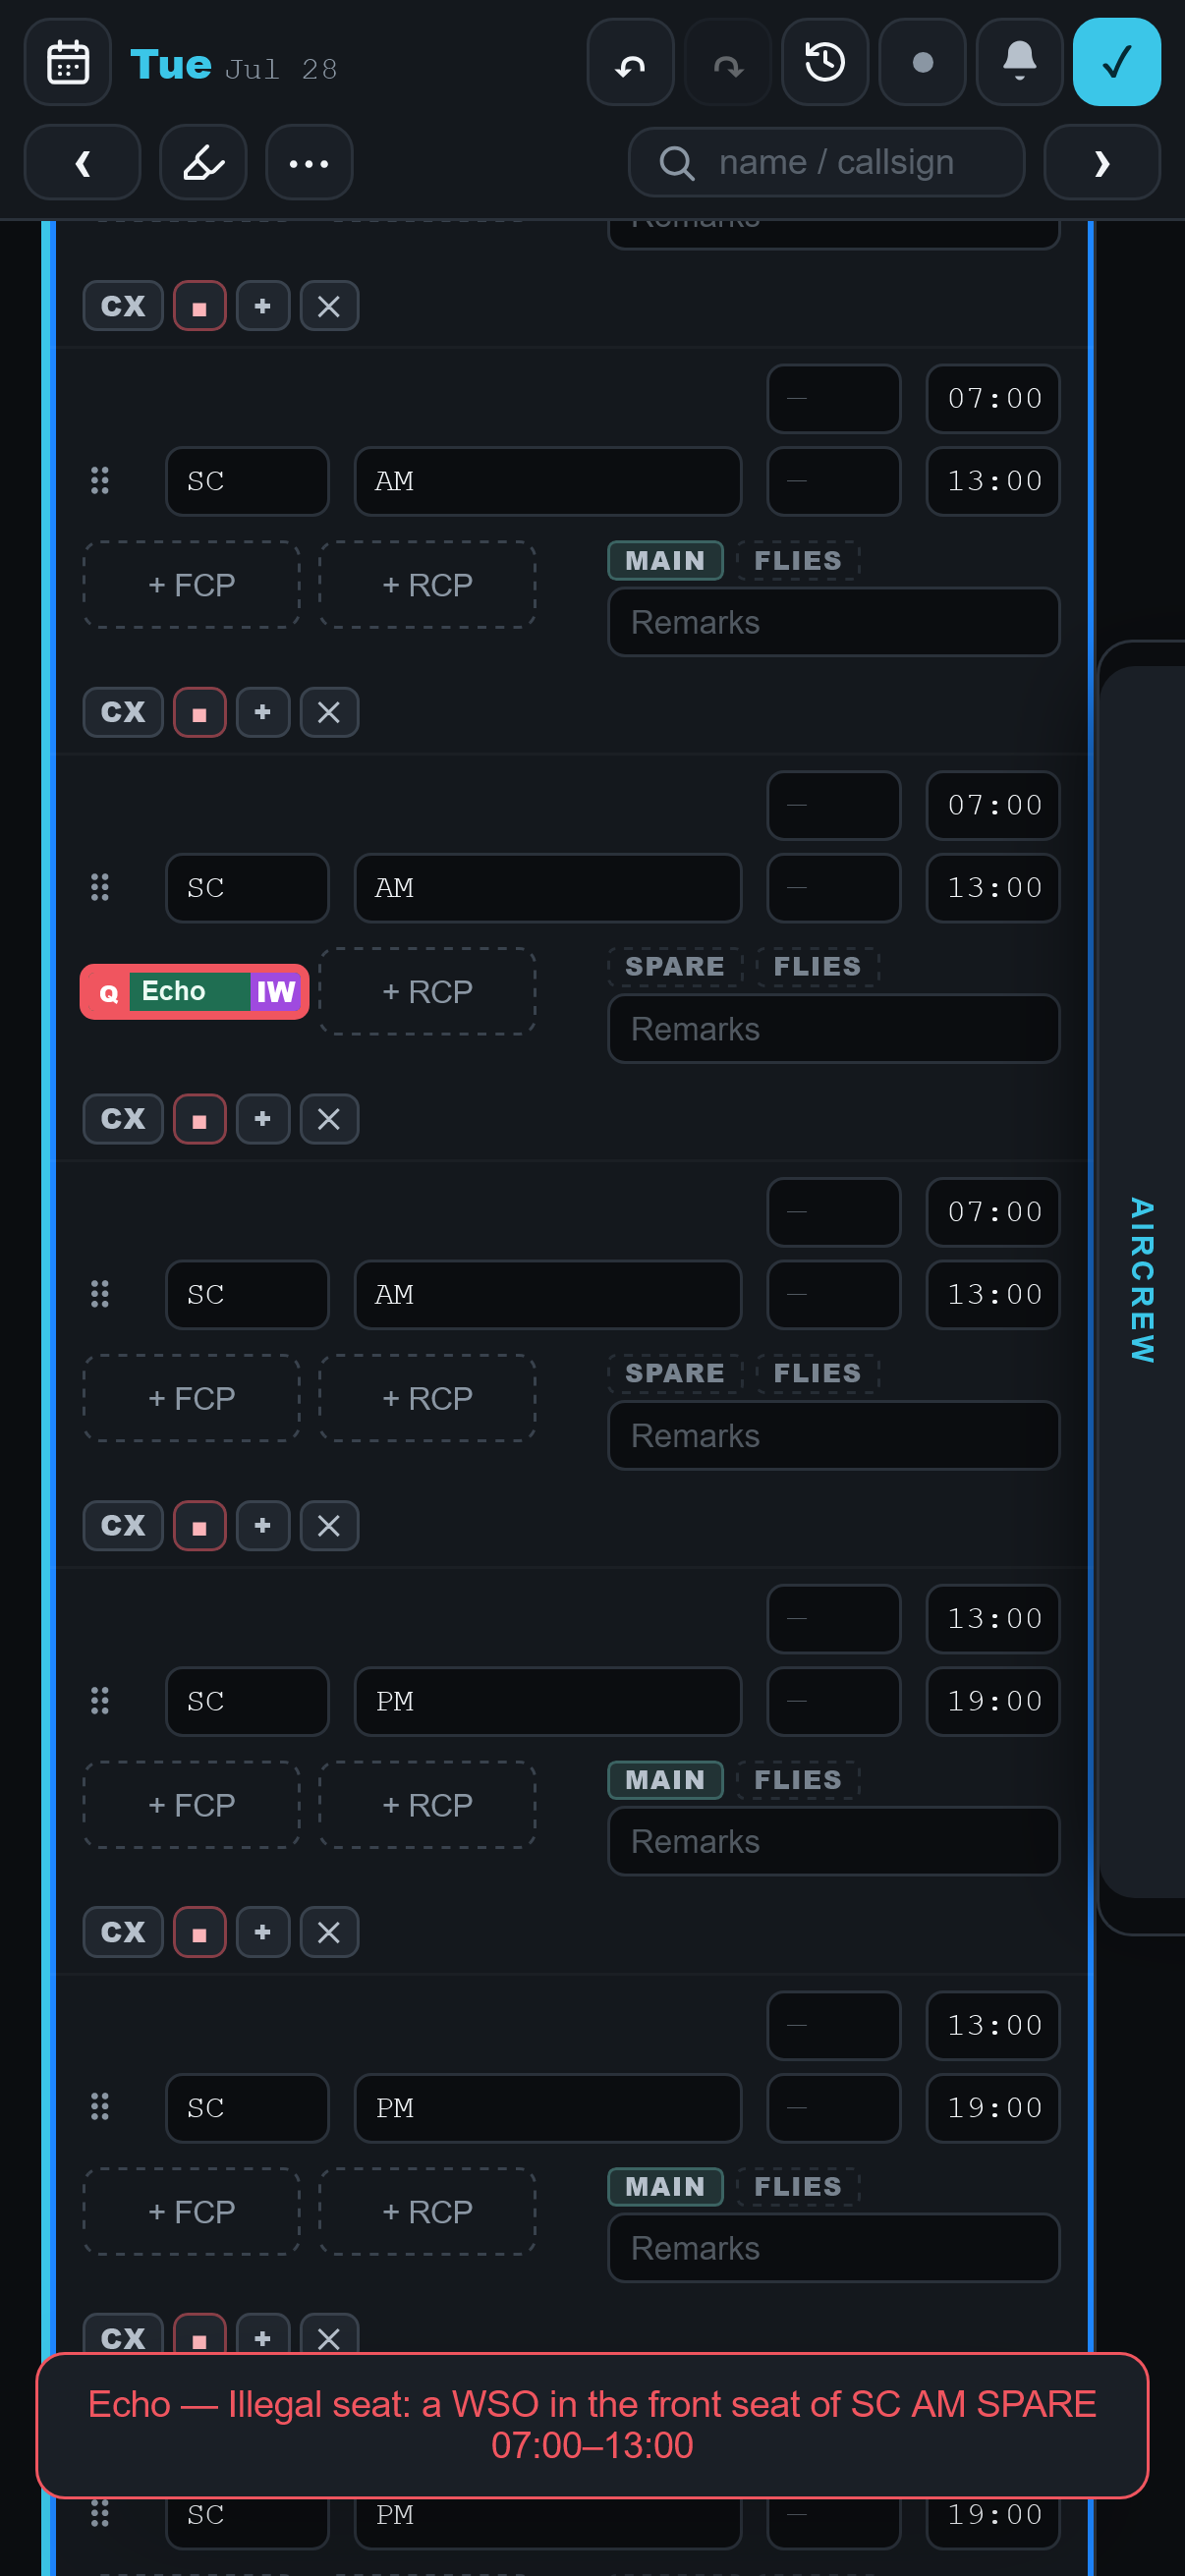 Tue Jul 28
name / callsign
Remarks
CX
07:00
SC AM 13:00
+ FCP + RCP MAIN FLIES
Remarks
CX
07:00
SC AM 13:00
Q Echo IW + RCP SPARE FLIES
Remarks
CX
07:00
SC AM 13:00
+ FCP + RCP SPARE FLIES
Remarks
CX
AIRCREW
13:00
SC PM 19:00
+ FCP + RCP MAIN FLIES
Remarks
CX
13:00
SC PM 19:00
+ FCP + RCP MAIN FLIES
Remarks
CX
Echo — Illegal seat: a WSO in the front seat of SC AM SPARE
07:00–13:00
SC PM 19:00